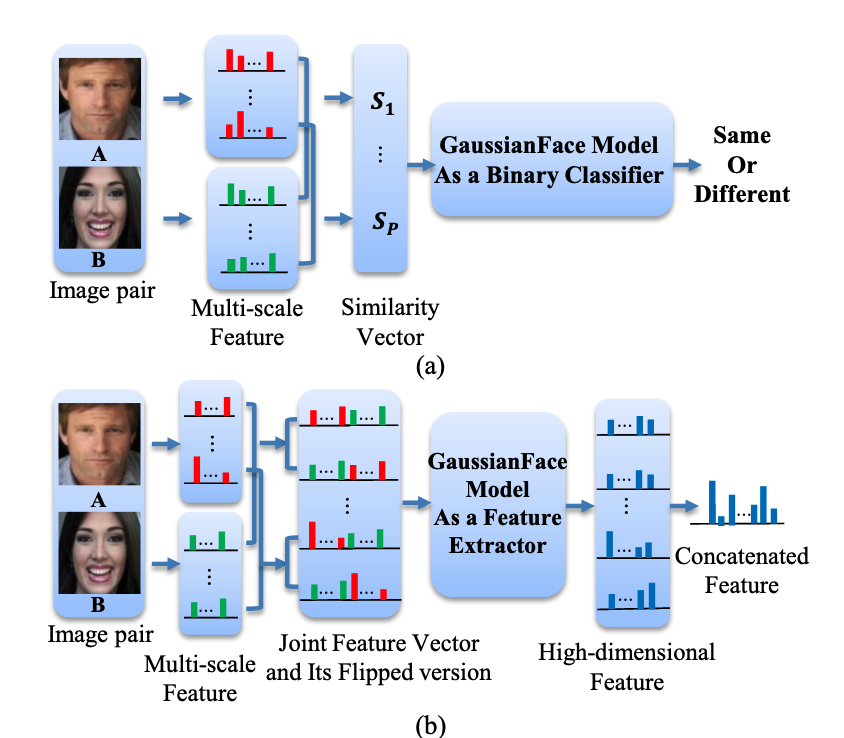 A
B
Image pair
Multi-scale
Feature
S1
⋮
SP
Similarity
Vector
GaussianFace Model
As a Binary Classifier
Same
Or
Different
(a)
A
B
Image pair
Multi-scale
Feature
Joint Feature Vector
and Its Flipped version
GaussianFace
Model
As a Feature
Extractor
High-dimensional
Feature
Concatenated
Feature
(b)